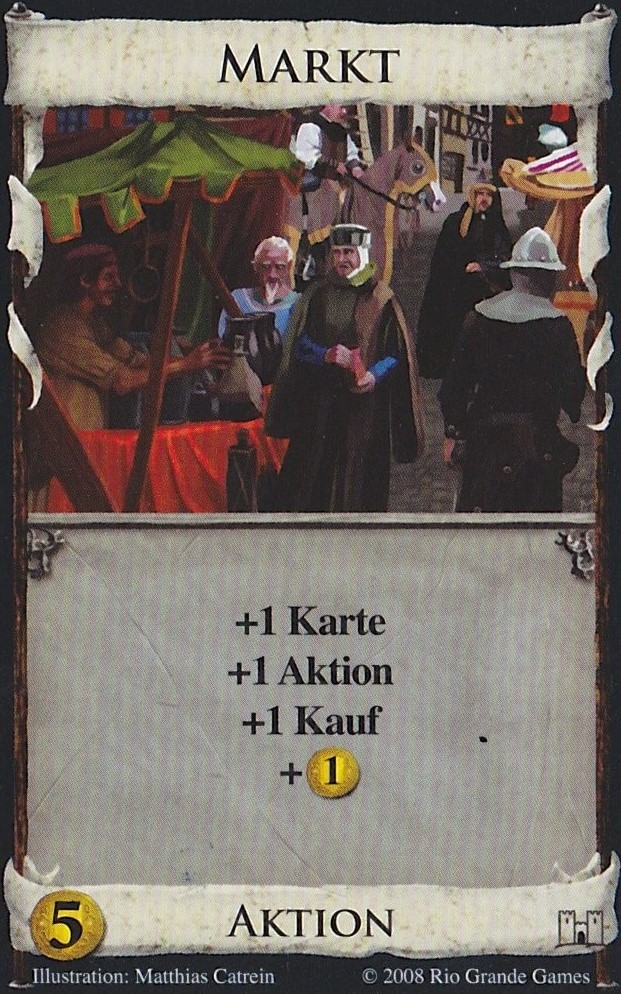 Markt
+1 Karte
+1 Aktion
+1 Kauf
+ 1
5
Aktion
Illustration: Matthias Catrein © 2008 Rio Grande Games